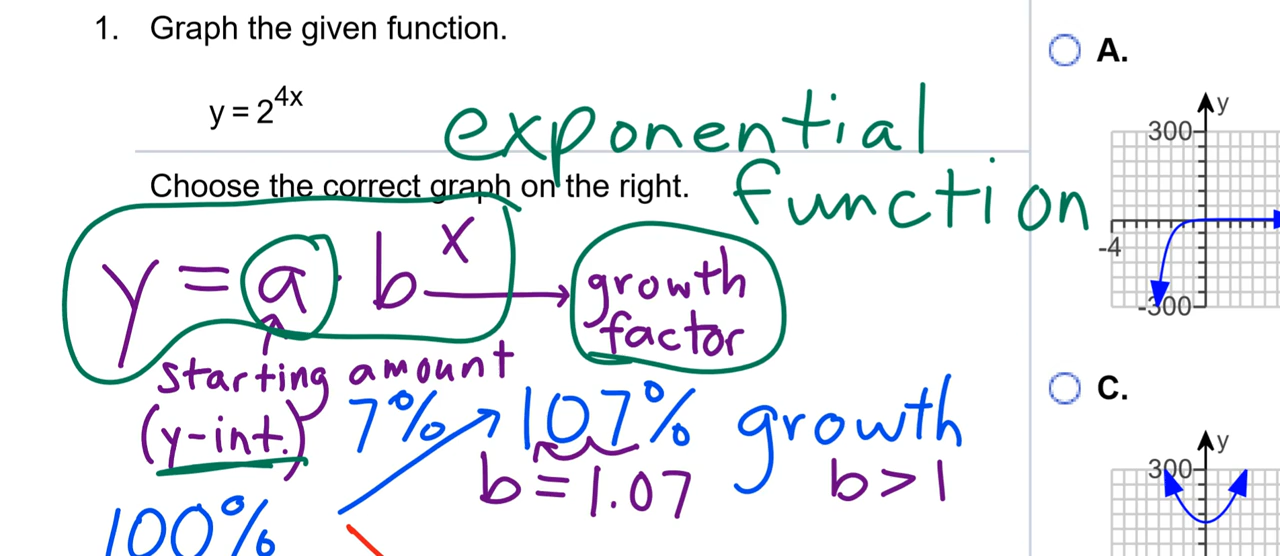 1. Graph the given function.
y = 2^{4x}
exponential
function
Choose the correct graph on the right.
y = a · b^x → growth
factor
starting amount
(y-int.)
7% 107% growth
b = 1.07 b > 1
100%
A.
y
300
-4
-300
C.
y
300